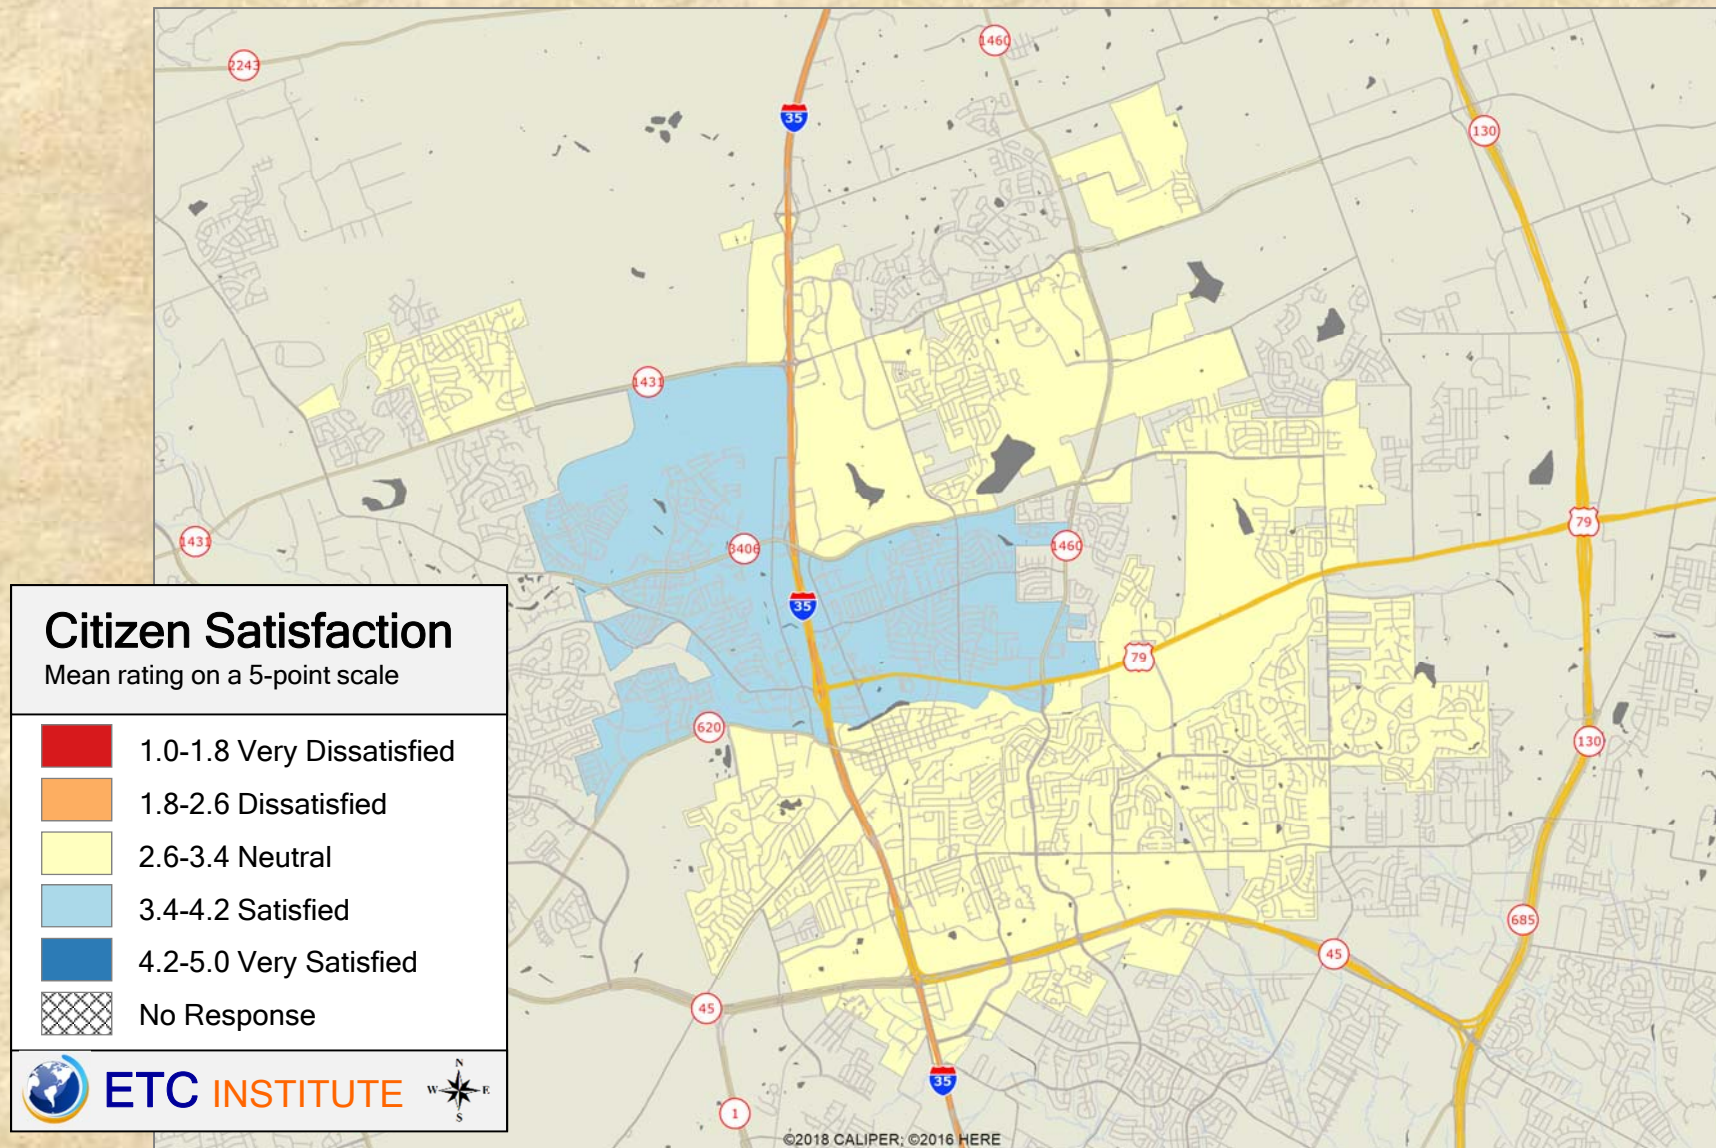 2243
1460
35
130
1431
1431
3406
1460
79
35
79
620
130
685
45
45
35
1
Citizen Satisfaction
Mean rating on a 5-point scale
1.0-1.8 Very Dissatisfied
1.8-2.6 Dissatisfied
2.6-3.4 Neutral
3.4-4.2 Satisfied
4.2-5.0 Very Satisfied
No Response
ETC INSTITUTE
N
W E
S
©2018 CALIPER; ©2016 HERE